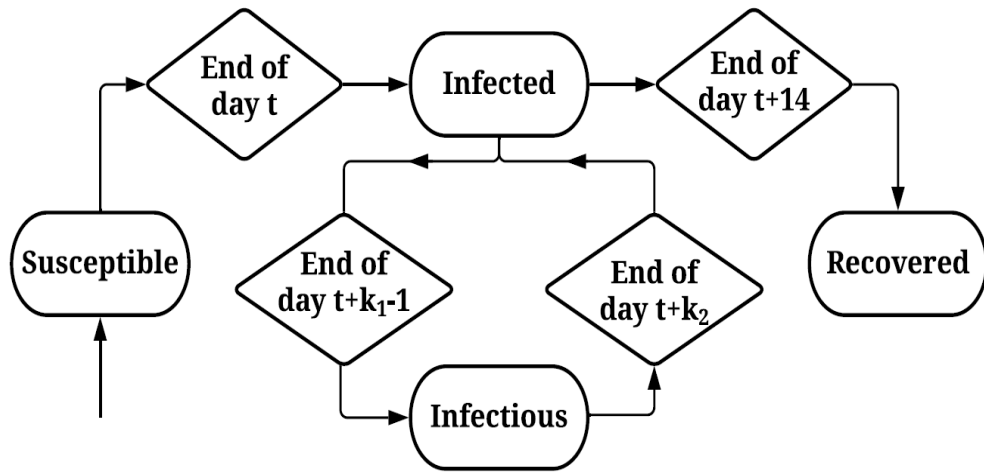 End of
day t
Infected
End of
day t+14
Susceptible
End of
day t+k₁-1
End of
day t+k₂
Recovered
Infectious